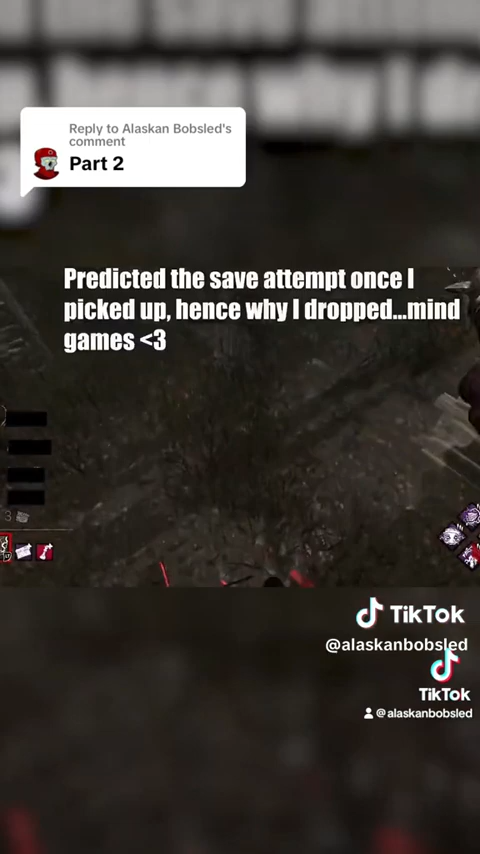 Reply to Alaskan Bobsled's
comment
Part 2
Predicted the save attempt once I
picked up, hence why I dropped...mind
games <3
3
TikTok
@alaskanbobsled
TikTok
@alaskanbobsled